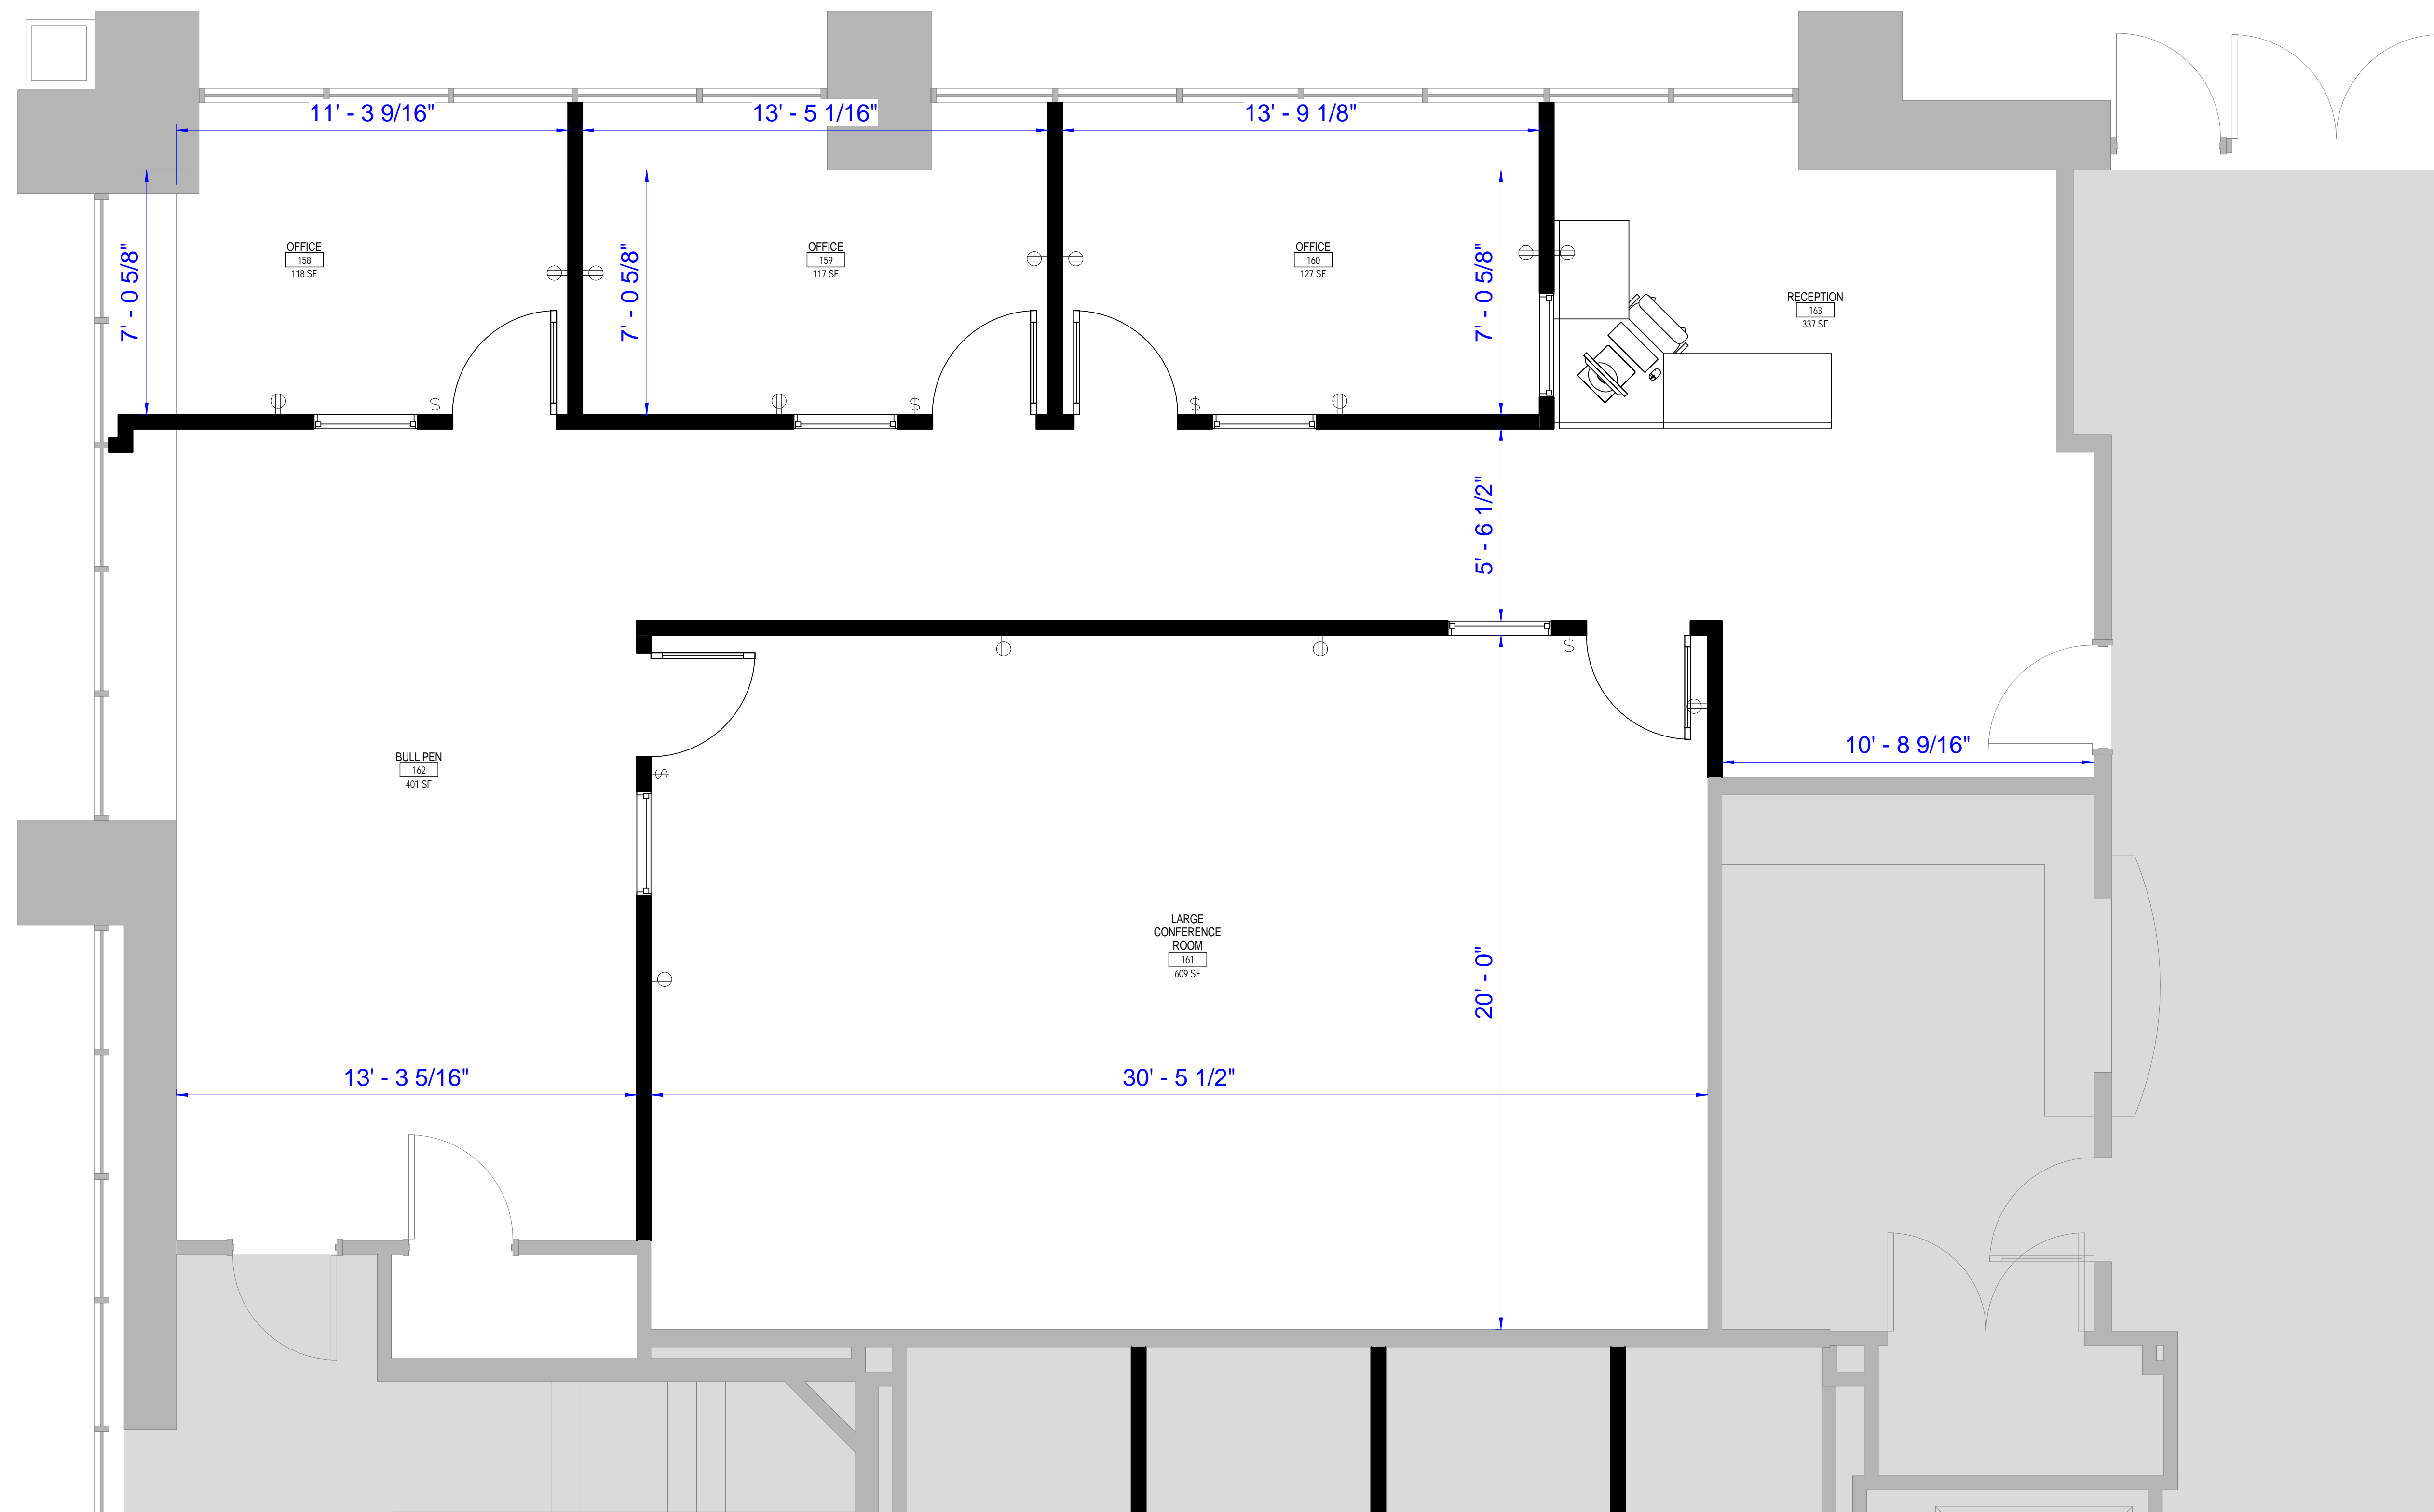 11' - 3 9/16"
13' - 5 1/16"
13' - 9 1/8"
7' - 0 5/8"
OFFICE
158
118 SF
7' - 0 5/8"
OFFICE
159
117 SF
OFFICE
160
127 SF
7' - 0 5/8"
RECEPTION
163
337 SF
$
$
$
5' - 6 1/2"
$
10' - 8 9/16"
BULL PEN
162
401 SF
$
LARGE
CONFERENCE
ROOM
161
609 SF
20' - 0"
13' - 3 5/16"
30' - 5 1/2"